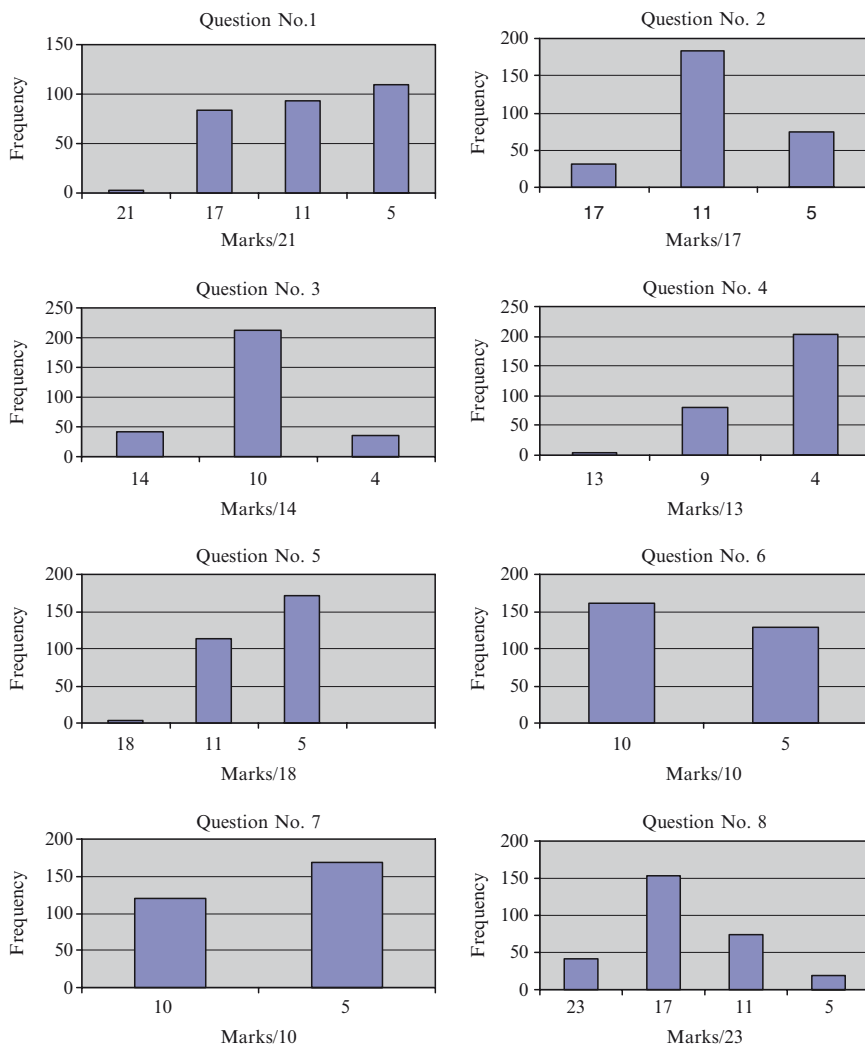 Question No.1
150
100
50
0
Frequency
21 17 11 5
Marks/21
Question No. 2
200
150
100
50
0
Frequency
17 11 5
Marks/17
Question No. 3
250
200
150
100
50
0
Frequency
14 10 4
Marks/14
Question No. 4
250
200
150
100
50
0
Frequency
13 9 4
Marks/13
Question No. 5
200
150
100
50
0
Frequency
18 11 5
Marks/18
Question No. 6
200
150
100
50
0
Frequency
10 5
Marks/10
Question No. 7
200
150
100
50
0
Frequency
10 5
Marks/10
Question No. 8
200
150
100
50
0
Frequency
23 17 11 5
Marks/23